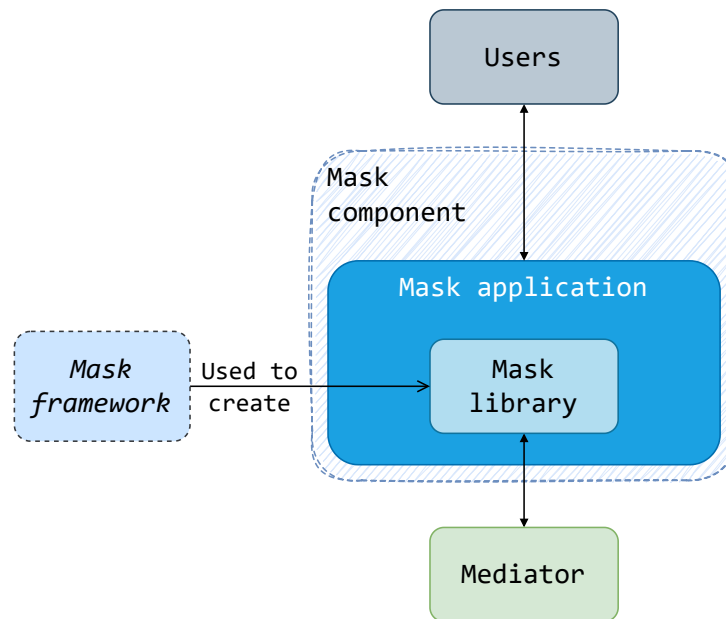 Users
Mask
component
Mask application
Mask
framework
Used to
create
Mask
library
Mediator